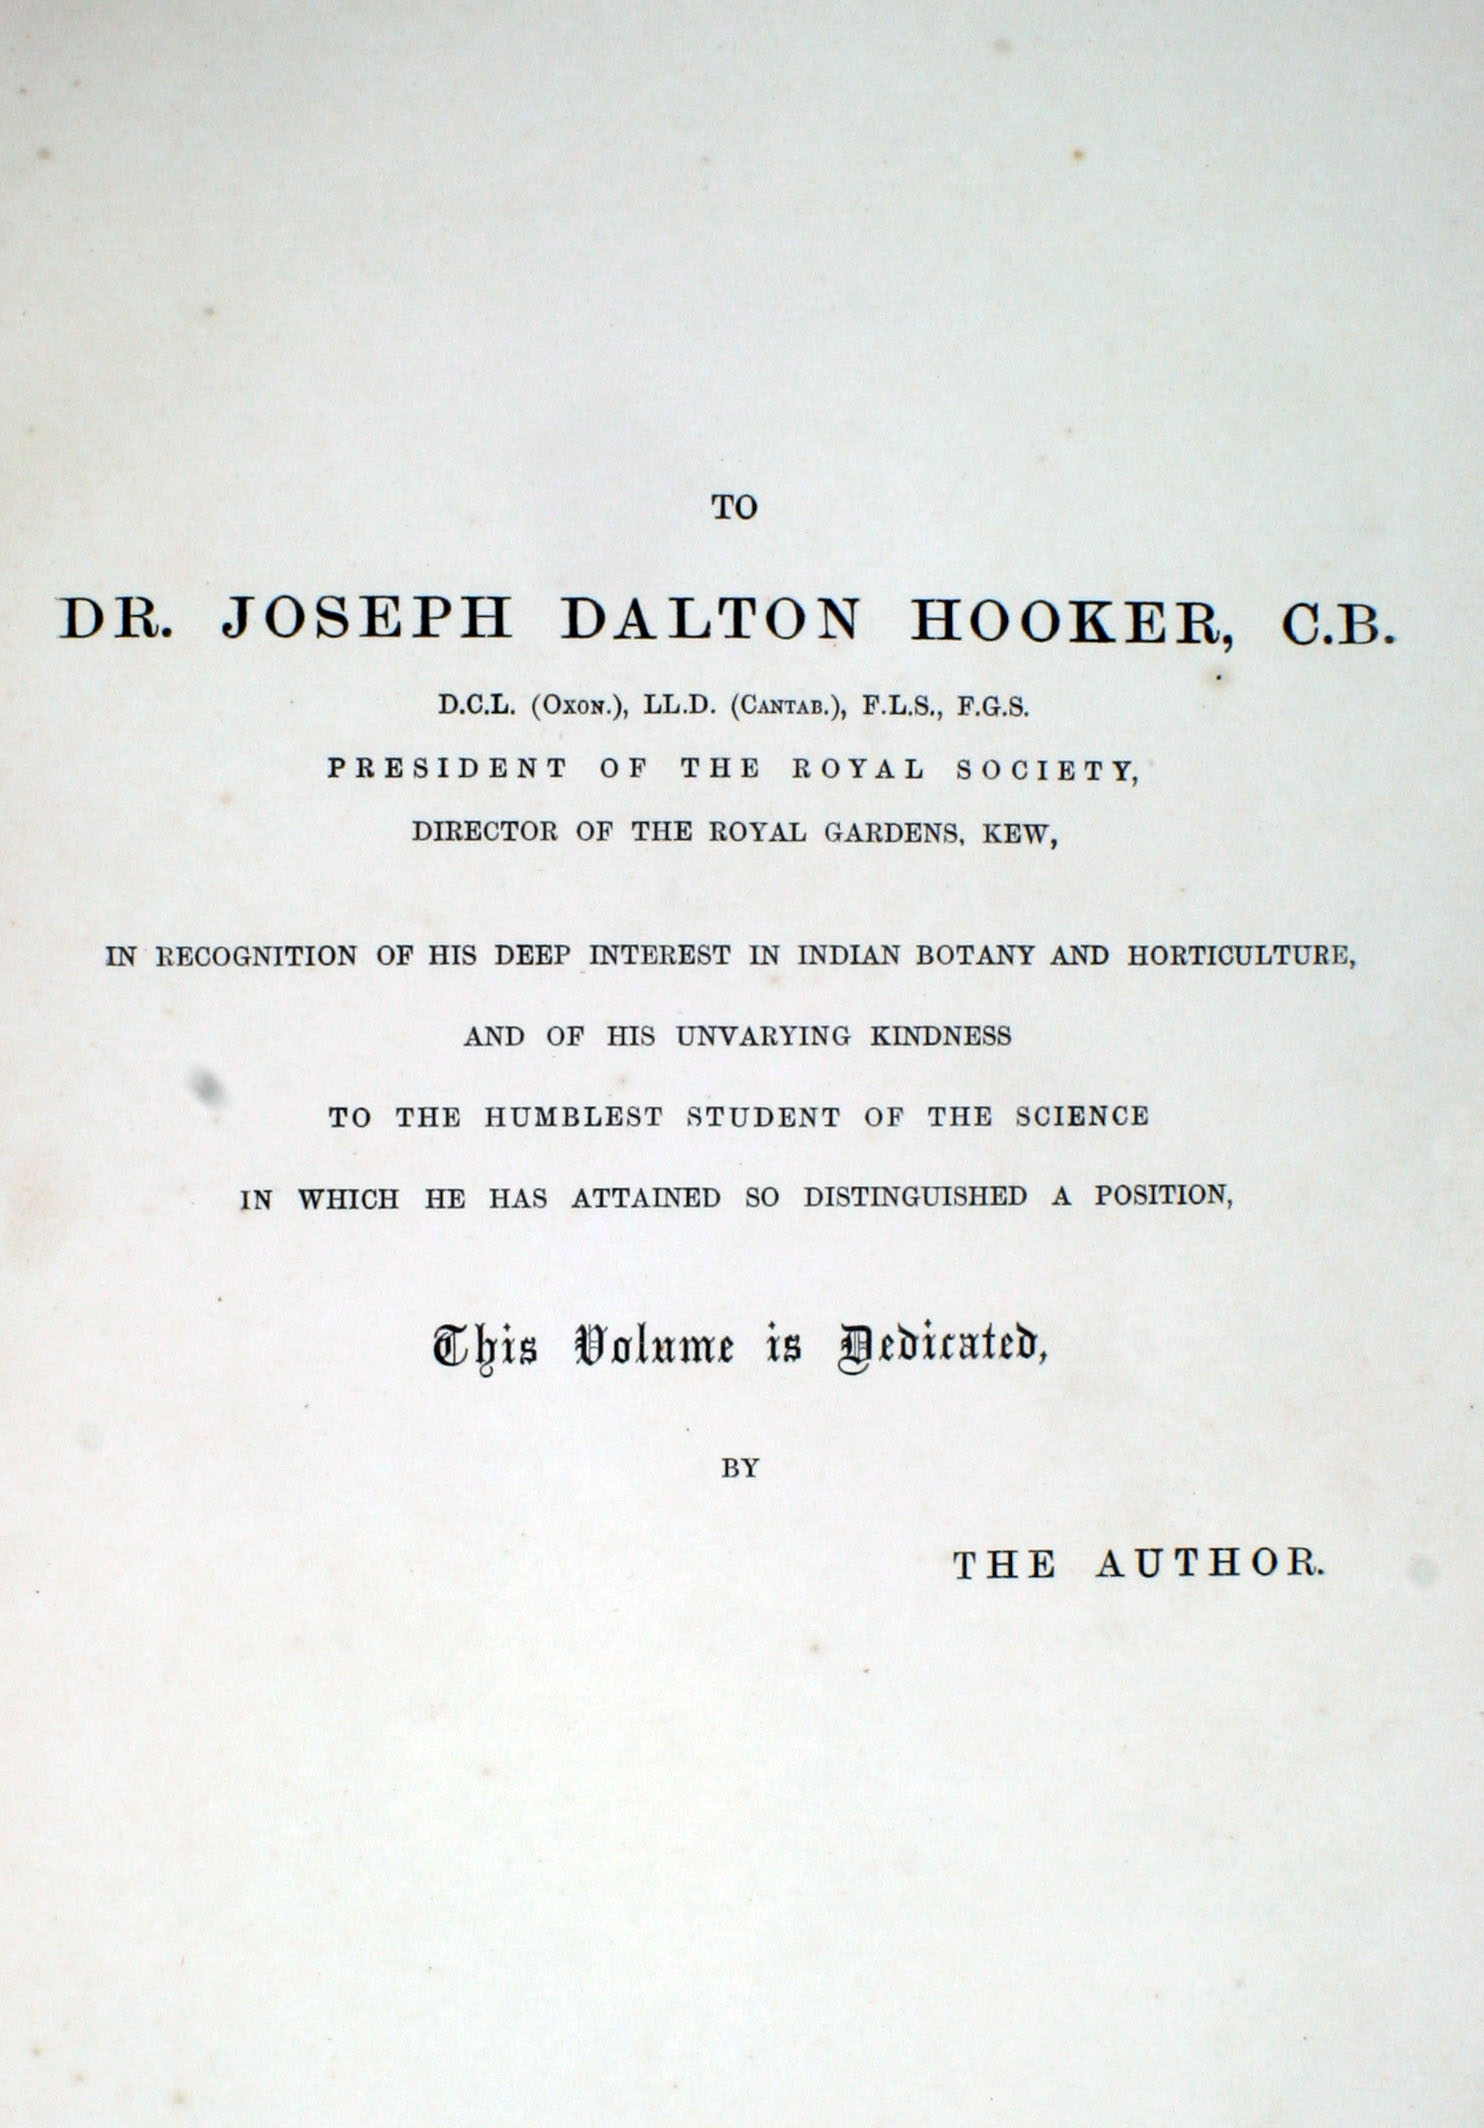 TO
DR. JOSEPH DALTON HOOKER, C.B.
D.C.L. (Oxon.), LL.D. (Cantab.), F.L.S., F.G.S.
PRESIDENT OF THE ROYAL SOCIETY,
DIRECTOR OF THE ROYAL GARDENS, KEW,
IN RECOGNITION OF HIS DEEP INTEREST IN INDIAN BOTANY AND HORTICULTURE,
AND OF HIS UNVARYING KINDNESS
TO THE HUMBLEST STUDENT OF THE SCIENCE
IN WHICH HE HAS ATTAINED SO DISTINGUISHED A POSITION,
This Volume is Dedicated,
BY
THE AUTHOR.